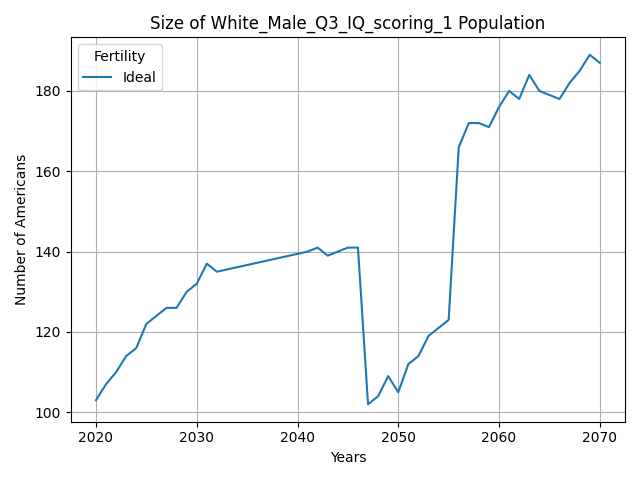 Size of White_Male_Q3_IQ_scoring_1 Population
Fertility
Ideal
Number of Americans
180
160
140
120
100
2020
2030
2040
2050
2060
2070
Years